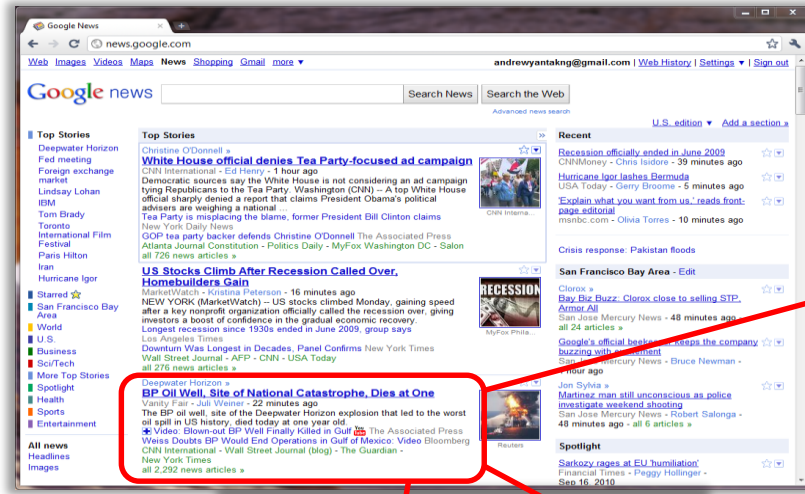 Google News
news.google.com
Web Images Videos Maps News Shopping Gmail more ▼
andrewyantakng@gmail.com | Web History | Settings ▼ | Sign out
Google news
Search News
Search the Web
Advanced news search
U.S. edition ▼ Add a section »
Top Stories
Deepwater Horizon
Fed meeting
Foreign exchange
market
Lindsay Lohan
IBM
Tom Brady
Toronto
International Film
Festival
Paris Hilton
Iran
Hurricane Igor
Starred
San Francisco Bay
Area
World
U.S.
Business
Sci/Tech
More Top Stories
Spotlight
Health
Sports
Entertainment
All news
Headlines
Images
Top Stories
Christine O'Donnell »
White House official denies Tea Party-focused ad campaign
CNN International - Ed Henry - 1 hour ago
Democratic sources say the White House is not considering an ad campaign
tying Republicans to the Tea Party. Washington (CNN) -- A top White House
official sharply denied a report that claims President Obama's political
advisers are weighing a national ...
Tea Party is misplacing the blame, former President Bill Clinton claims
New York Daily News
GOP tea party backer defends Christine O'Donnell The Associated Press
Atlanta Journal Constitution - Politics Daily - MyFox Washington DC - Salon
all 726 news articles »
CNN Interna...
US Stocks Climb After Recession Called Over,
Homebuilders Gain
MarketWatch - Kristina Peterson - 16 minutes ago
NEW YORK (MarketWatch) -- US stocks climbed Monday, gaining speed
after a key nonprofit organization officially called the recession over, giving
investors a boost of confidence in the gradual economic recovery.
Longest recession since 1930s ended in June 2009, group says
Los Angeles Times
Downturn Was Longest in Decades, Panel Confirms New York Times
Wall Street Journal - AFP - CNN - USA Today
all 276 news articles »
RECESSION
MyFox Phila...
Deepwater Horizon »
BP Oil Well, Site of National Catastrophe, Dies at One
Vanity Fair - Juli Weiner - 22 minutes ago
The BP oil well, site of the Deepwater Horizon explosion that led to the worst
oil spill in US history, died today at one year old.
Video: Blown-out BP Well Finally Killed in Gulf The Associated Press
Weiss Doubts BP Would End Operations in Gulf of Mexico: Video Bloomberg
CNN International - Wall Street Journal (blog) - The Guardian -
New York Times
all 2,292 news articles »
Reuters
Recent
Recession officially ended in June 2009
CNNMoney - Chris Isidore - 39 minutes ago
Hurricane Igor lashes Bermuda
USA Today - Gerry Broome - 5 minutes ago
'Explain what you want from us,' reads front-
page editorial
msnbc.com - Olivia Torres - 10 minutes ago
Crisis response: Pakistan floods
San Francisco Bay Area - Edit
Clorox »
Bay Biz Buzz: Clorox close to selling STP,
Armor All
San Jose Mercury News - 48 minutes ago -
all 24 articles »
Google's official beekeeper keeps the company
buzzing with excitement
San Jose Mercury News - Bruce Newman -
1 hour ago
Jon Sylvia »
Martinez man still unconscious as police
investigate weekend shooting
San Jose Mercury News - Robert Salonga -
48 minutes ago - all 6 articles »
Spotlight
Sarkozy rages at EU 'humiliation'
Financial Times - Peggy Hollinger -
Sep 16, 2010